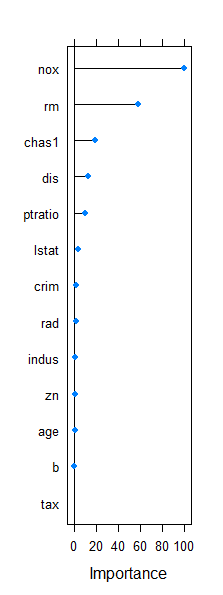 nox
rm
chas1
dis
ptratio
lstat
crim
rad
indus
zn
age
b
tax
0 20 40 60 80 100
Importance